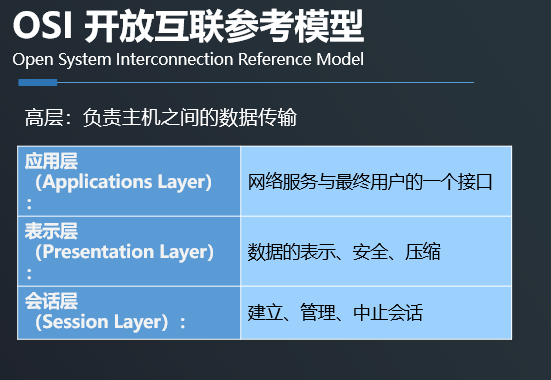 OSI 开放互联参考模型
Open System Interconnection Reference Model
高层：负责主机之间的数据传输
应用层
（Applications Layer）
：
网络服务与最终用户的一个接口
表示层
（Presentation Layer）
：
数据的表示、安全、压缩
会话层
（Session Layer）：
建立、管理、中止会话